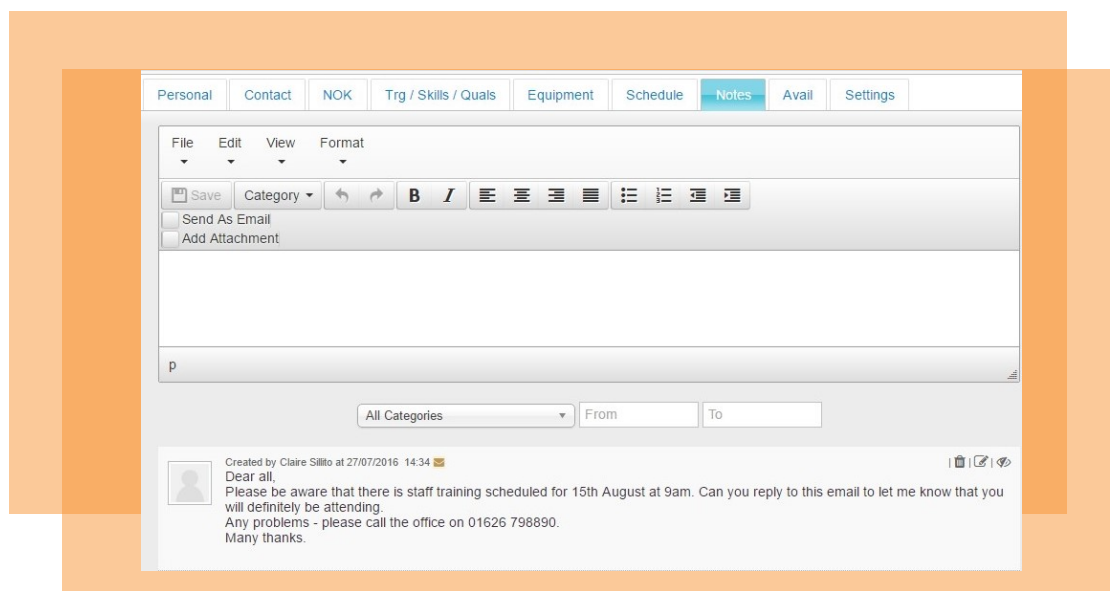 Personal Contact NOK Trg / Skills / Quals Equipment Schedule Notes Avail Settings
File Edit View Format
Save Category B I
Send As Email
Add Attachment
p
All Categories From To
Created by Claire Sillito at 27/07/2016 14:34
Dear all,
Please be aware that there is staff training scheduled for 15th August at 9am. Can you reply to this email to let me know that you
will definitely be attending.
Any problems - please call the office on 01626 798890.
Many thanks.